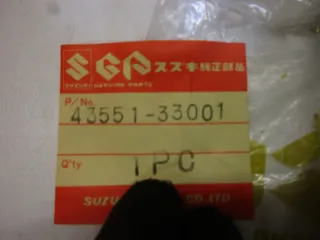 SGP スズキ純正部品
SUZUKI GENUINE PARTS
P/No.
43551-33001
Q'ty
1PC
SUZU CO.LTD